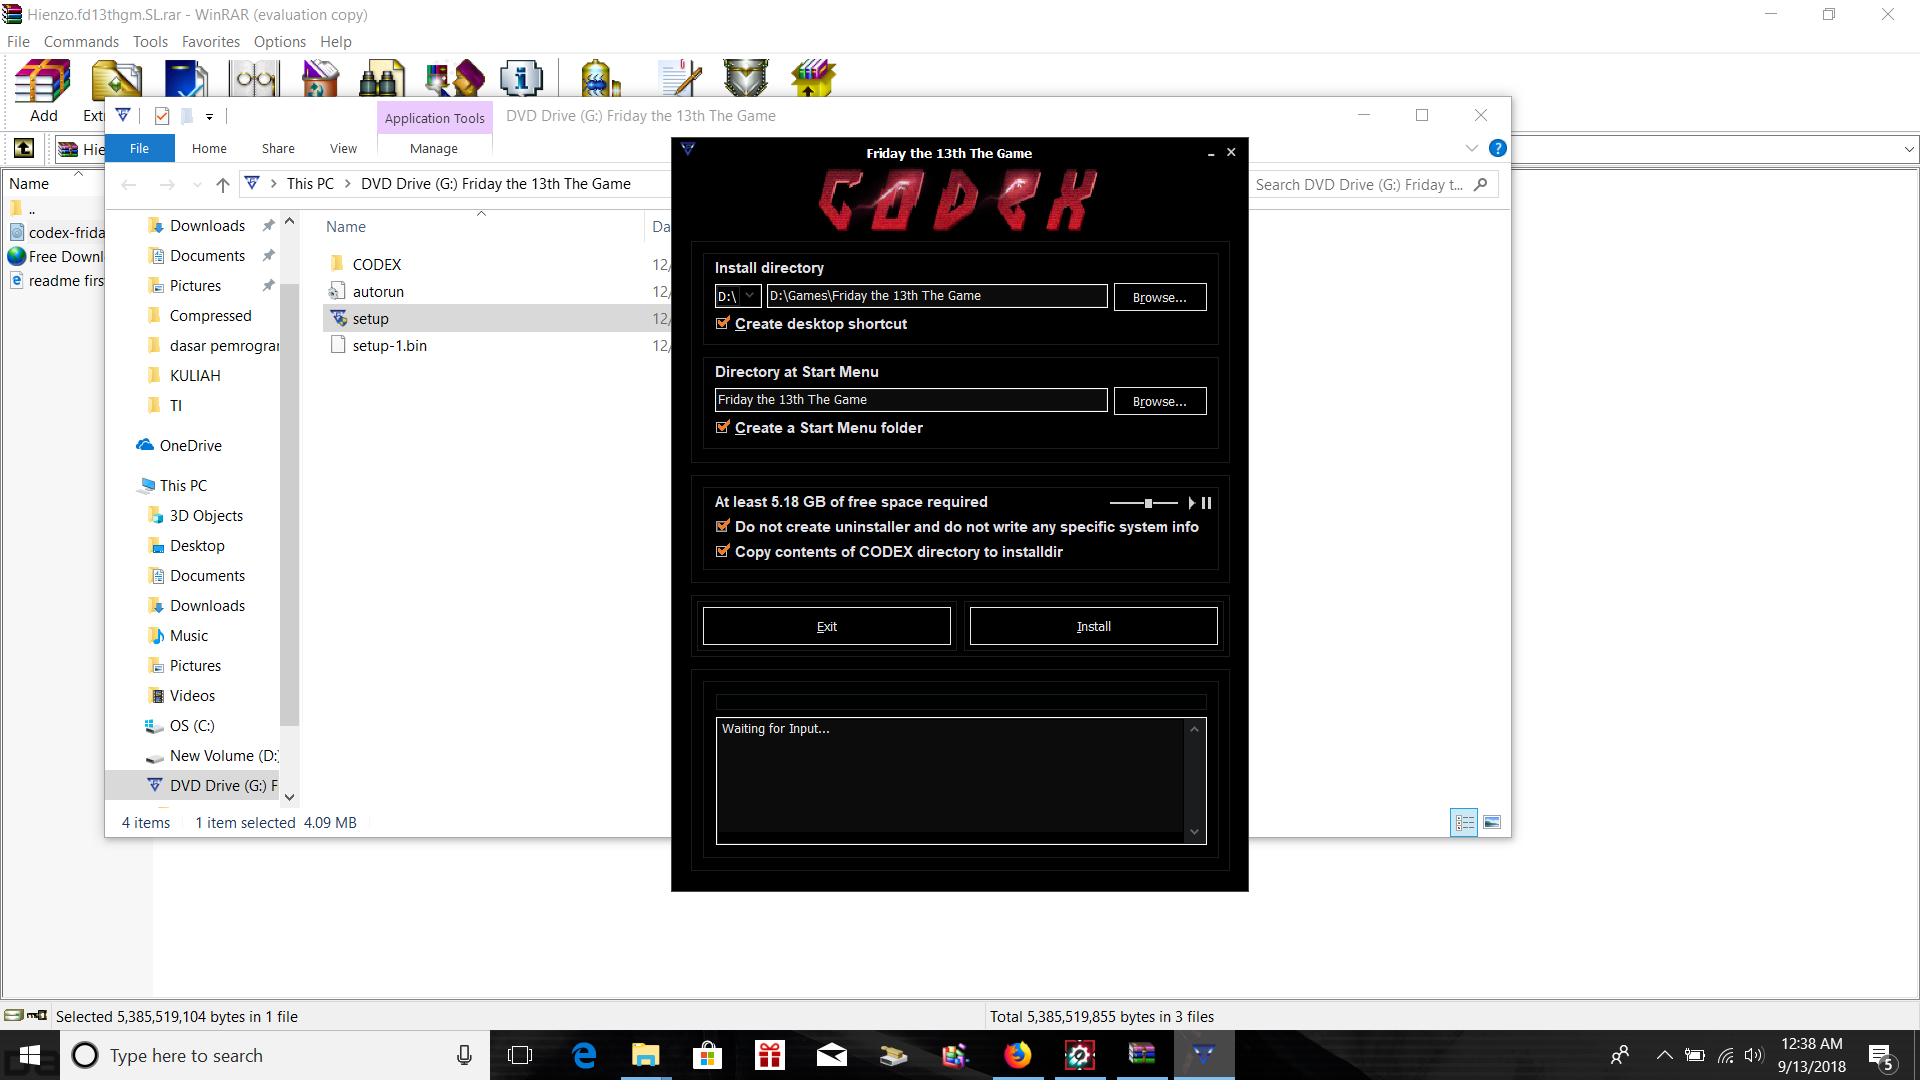 Hienzo.fd13thgm.SL.rar - WinRAR (evaluation copy)
File Commands Tools Favorites Options Help
Add Ext
Hie
Name
..
codex-frida
Free Downl
readme firs
Application Tools DVD Drive (G:) Friday the 13th The Game
File Home Share View Manage
This PC DVD Drive (G:) Friday the 13th The Game
Search DVD Drive (G:) Friday t...
Downloads
Documents
Pictures
Compressed
dasar pemrograr
KULIAH
TI
OneDrive
This PC
3D Objects
Desktop
Documents
Downloads
Music
Pictures
Videos
OS (C:)
New Volume (D:)
DVD Drive (G:) F
Name Da
CODEX 12/
autorun 12/
setup 12/
setup-1.bin 12/
4 items 1 item selected 4.09 MB
Friday the 13th The Game
CODEX
Install directory
D:\ D:\Games\Friday the 13th The Game Browse...
Create desktop shortcut
Directory at Start Menu
Friday the 13th The Game Browse...
Create a Start Menu folder
At least 5.18 GB of free space required
Do not create uninstaller and do not write any specific system info
Copy contents of CODEX directory to installdir
Exit Install
Waiting for Input...
Selected 5,385,519,104 bytes in 1 file Total 5,385,519,855 bytes in 3 files
Type here to search
12:38 AM
9/13/2018
5